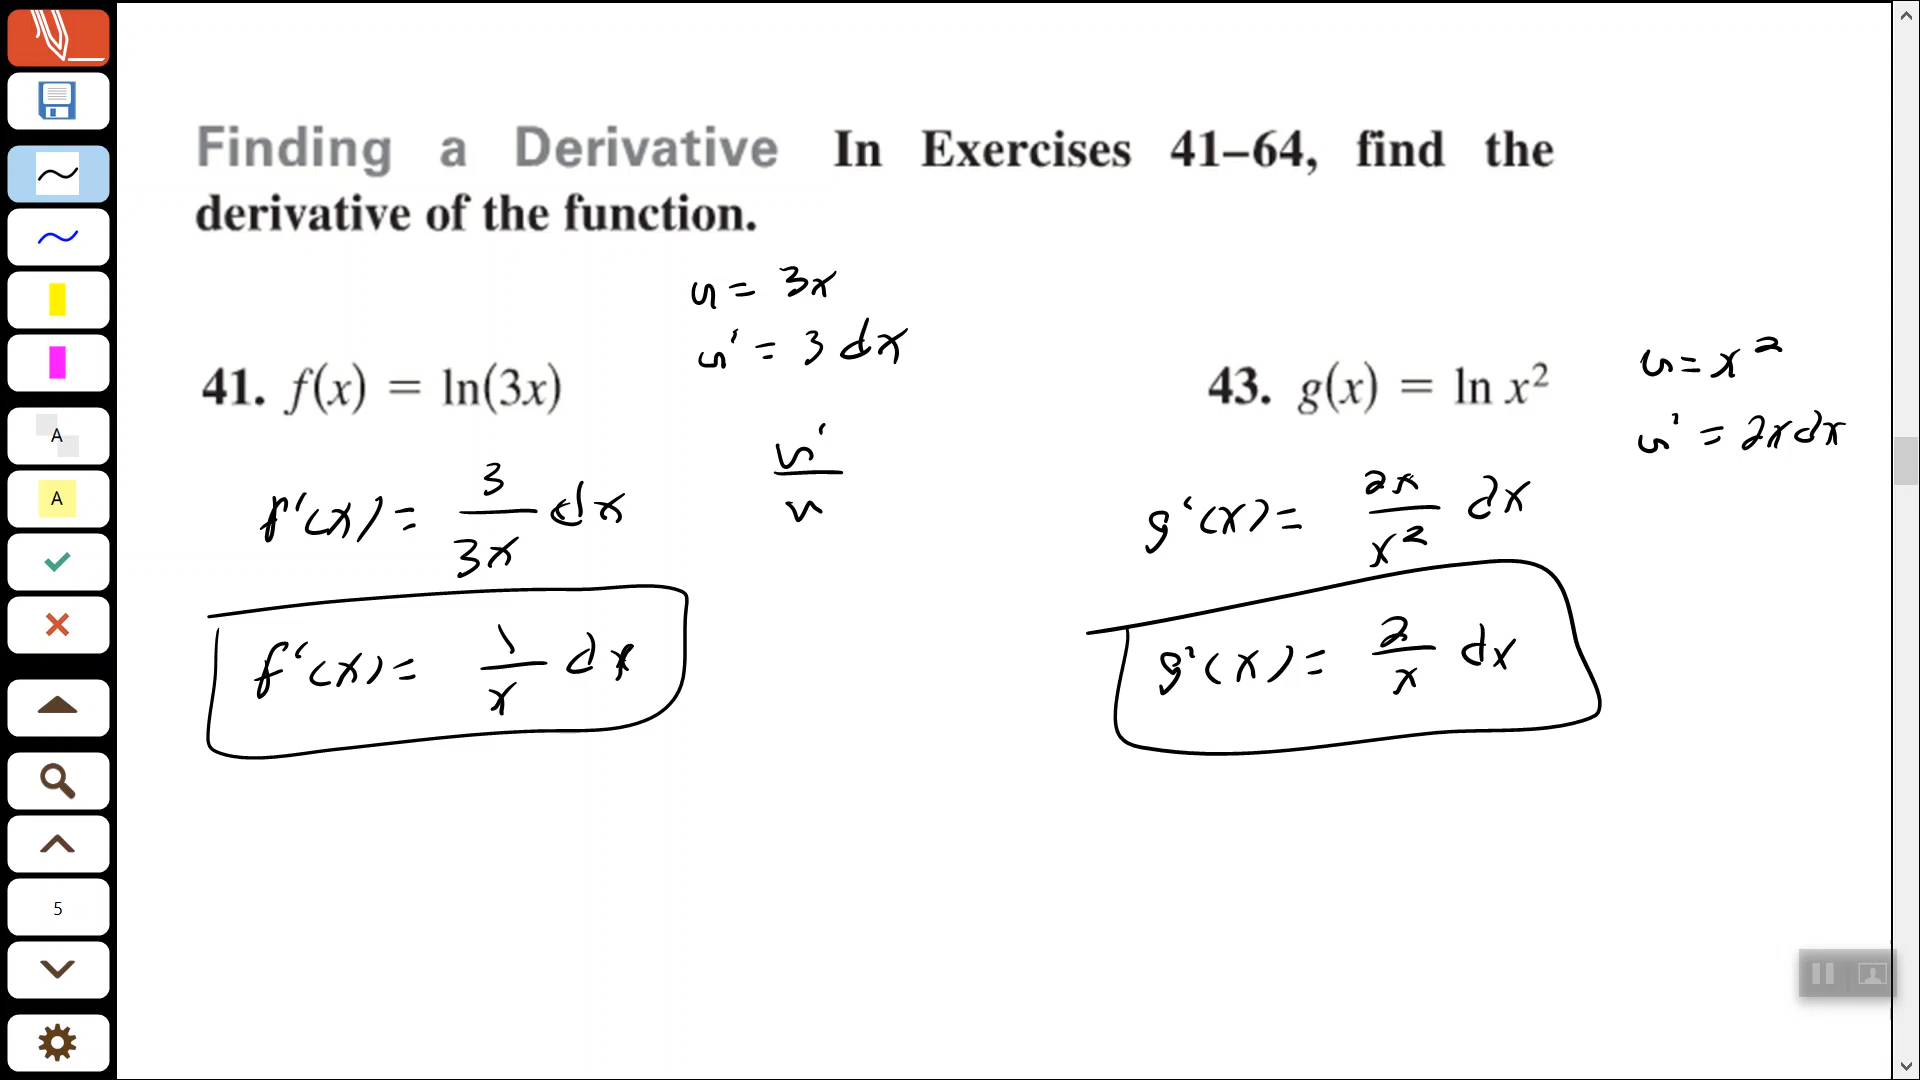 Finding a Derivative In Exercises 41–64, find the
derivative of the function.
u = 3x
u' = 3 dx
41. f(x) = ln(3x)
u'/u
f'(x) = 3/3x dx
f'(x) = 1/x dx
43. g(x) = ln x²
u = x²
u' = 2x dx
g'(x) = 2x/x² dx
g'(x) = 2/x dx
A
A
5